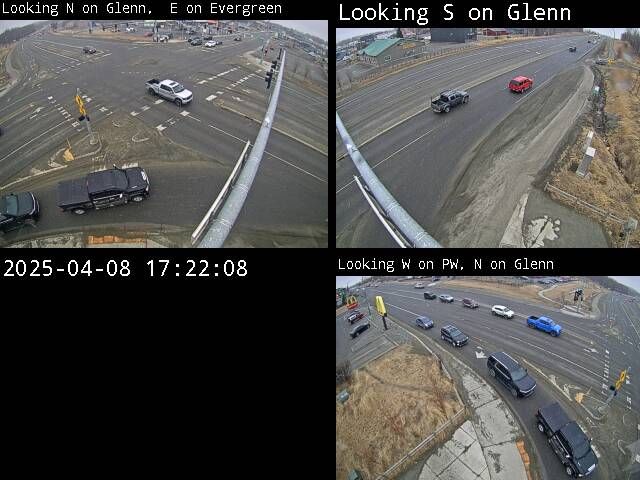 Looking N on Glenn, E on Evergreen
Looking S on Glenn
2025-04-08 17:22:08
Looking W on PW, N on Glenn